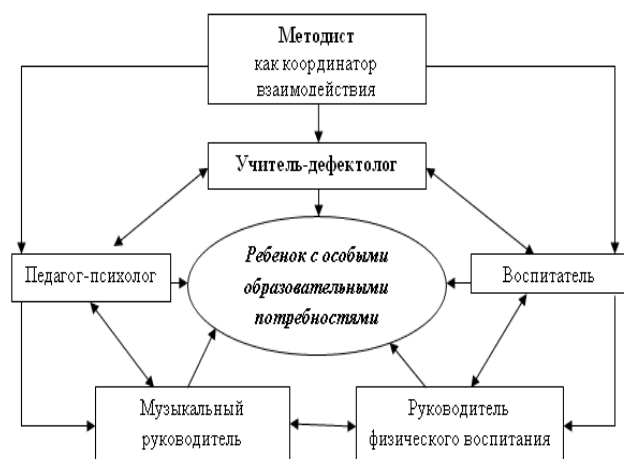 Методист
как координатор
взаимодействия
Учитель-дефектолог
Ребенок с особыми
образовательными
потребностями
Педагог-психолог
Воспитатель
Музыкальный
руководитель
Руководитель
физического воспитания